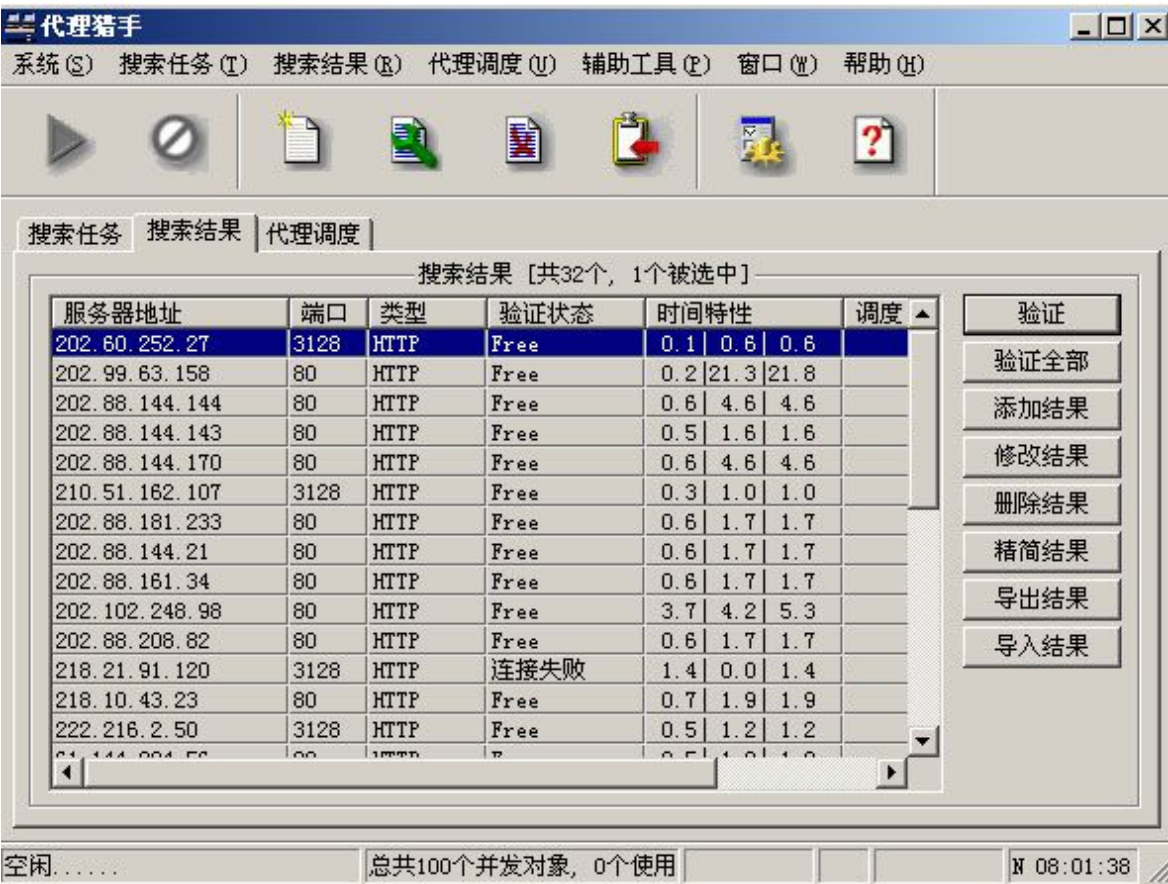 代理猎手
系统(S) 搜索任务(T) 搜索结果(R) 代理调度(U) 辅助工具(P) 窗口(W) 帮助(H)
搜索任务 搜索结果 代理调度
搜索结果 [共32个, 1个被选中]
服务器地址 端口 类型 验证状态 时间特性 调度
202.60.252.27 3128 HTTP Free 0.1| 0.6| 0.6
202.99.63.158 80 HTTP Free 0.2|21.3|21.8
202.88.144.144 80 HTTP Free 0.6| 4.6| 4.6
202.88.144.143 80 HTTP Free 0.5| 1.6| 1.6
202.88.144.170 80 HTTP Free 0.6| 4.6| 4.6
210.51.162.107 3128 HTTP Free 0.3| 1.0| 1.0
202.88.181.233 80 HTTP Free 0.6| 1.7| 1.7
202.88.144.21 80 HTTP Free 0.6| 1.7| 1.7
202.88.161.34 80 HTTP Free 0.6| 1.7| 1.7
202.102.248.98 80 HTTP Free 3.7| 4.2| 5.3
202.88.208.82 80 HTTP Free 0.6| 1.7| 1.7
218.21.91.120 3128 HTTP 连接失败 1.4| 0.0| 1.4
218.10.43.23 80 HTTP Free 0.7| 1.9| 1.9
222.216.2.50 3128 HTTP Free 0.5| 1.2| 1.2
验证
验证全部
添加结果
修改结果
删除结果
精简结果
导出结果
导入结果
空闲...... 总共100个并发对象, 0个使用 N 08:01:38